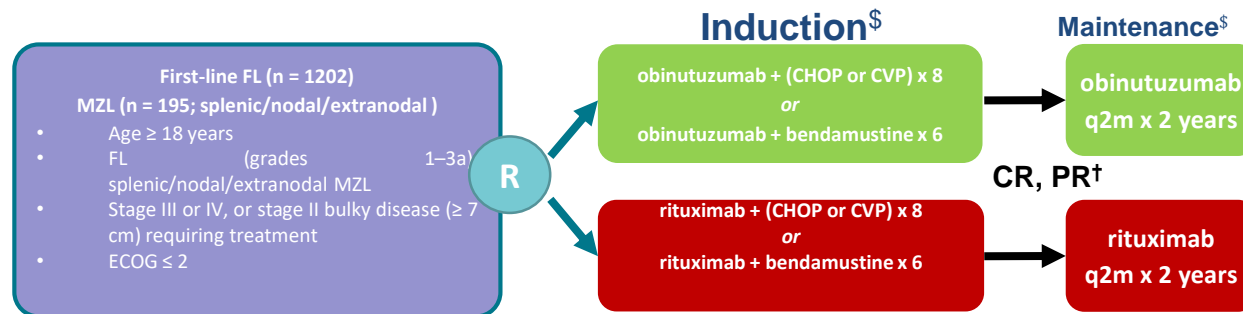 Induction$
Maintenance$
First-line FL (n = 1202)
MZL (n = 195; splenic/nodal/extranodal )
• Age ≥ 18 years
• FL (grades 1–3a)
splenic/nodal/extranodal MZL
• Stage III or IV, or stage II bulky disease (≥ 7
cm) requiring treatment
• ECOG ≤ 2
R
obinutuzumab + (CHOP or CVP) x 8
or
obinutuzumab + bendamustine x 6
obinutuzumab
q2m x 2 years
CR, PR†
rituximab + (CHOP or CVP) x 8
or
rituximab + bendamustine x 6
rituximab
q2m x 2 years